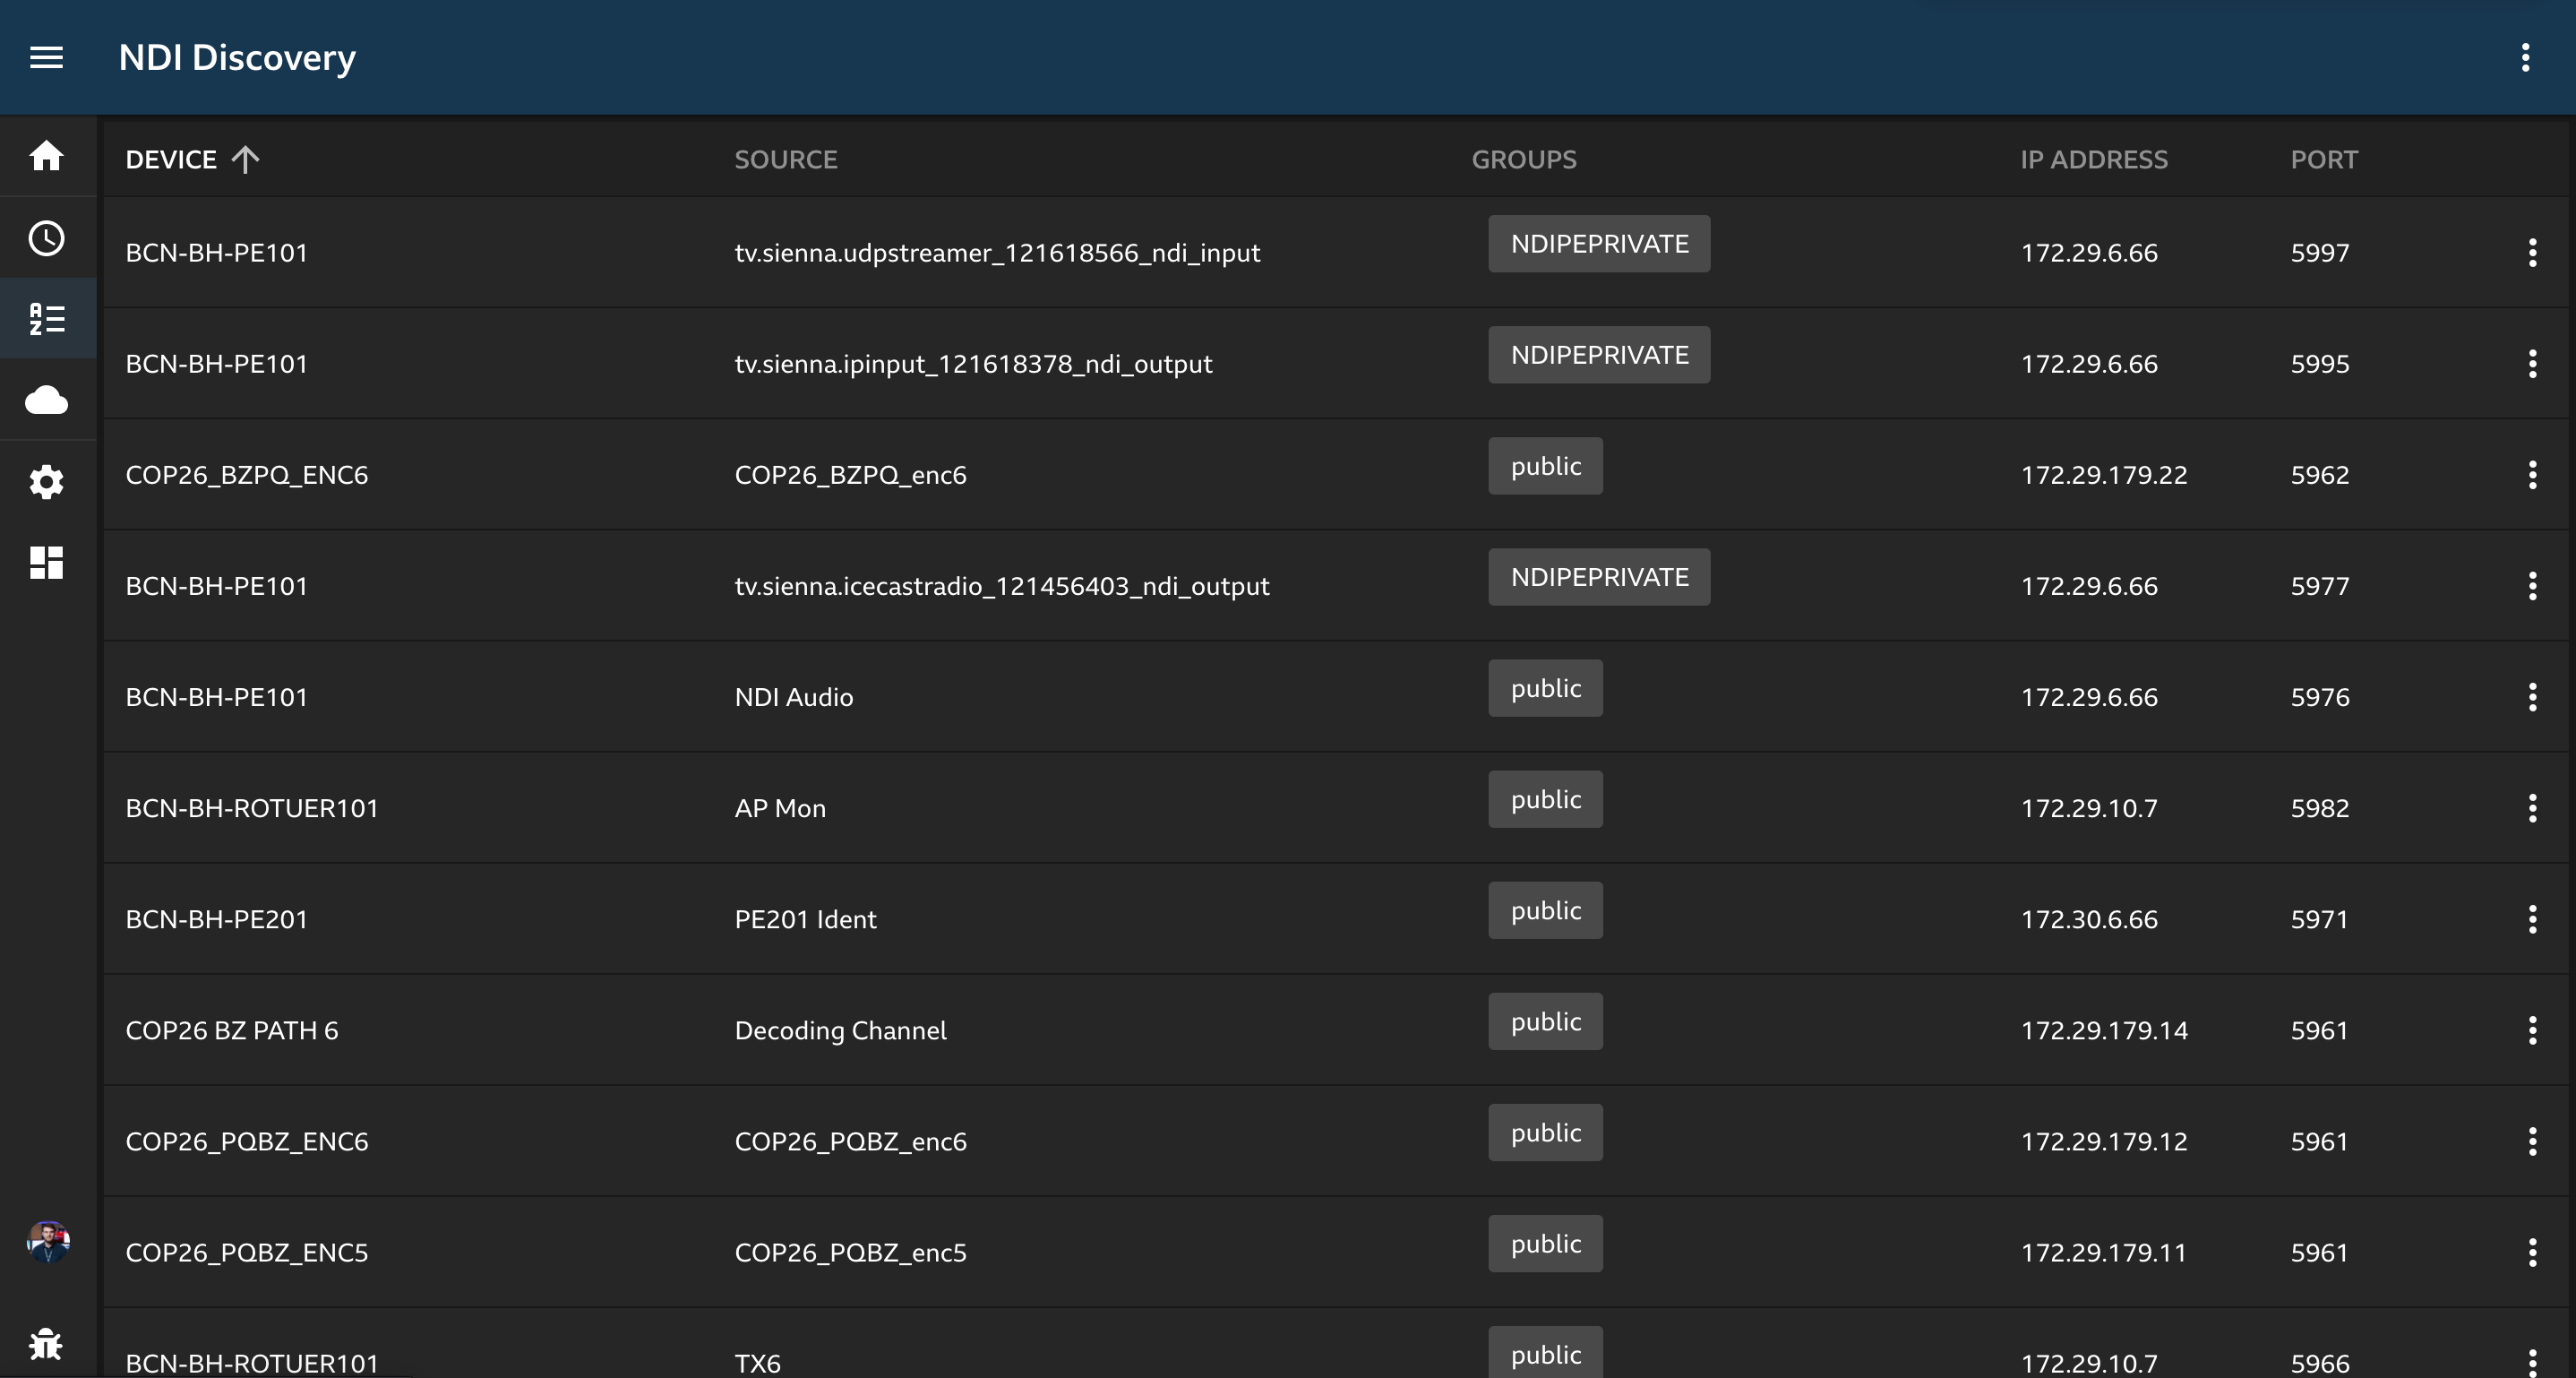 NDI Discovery
DEVICE SOURCE GROUPS IP ADDRESS PORT
BCN-BH-PE101 tv.sienna.udpstreamer_121618566_ndi_input NDIPEPRIVATE 172.29.6.66 5997
BCN-BH-PE101 tv.sienna.ipinput_121618378_ndi_output NDIPEPRIVATE 172.29.6.66 5995
COP26_BZPQ_ENC6 COP26_BZPQ_enc6 public 172.29.179.22 5962
BCN-BH-PE101 tv.sienna.icecastradio_121456403_ndi_output NDIPEPRIVATE 172.29.6.66 5977
BCN-BH-PE101 NDI Audio public 172.29.6.66 5976
BCN-BH-ROTUER101 AP Mon public 172.29.10.7 5982
BCN-BH-PE201 PE201 Ident public 172.30.6.66 5971
COP26 BZ PATH 6 Decoding Channel public 172.29.179.14 5961
COP26_PQBZ_ENC6 COP26_PQBZ_enc6 public 172.29.179.12 5961
COP26_PQBZ_ENC5 COP26_PQBZ_enc5 public 172.29.179.11 5961
BCN-BH-ROTUER101 TX6 public 172.29.10.7 5966